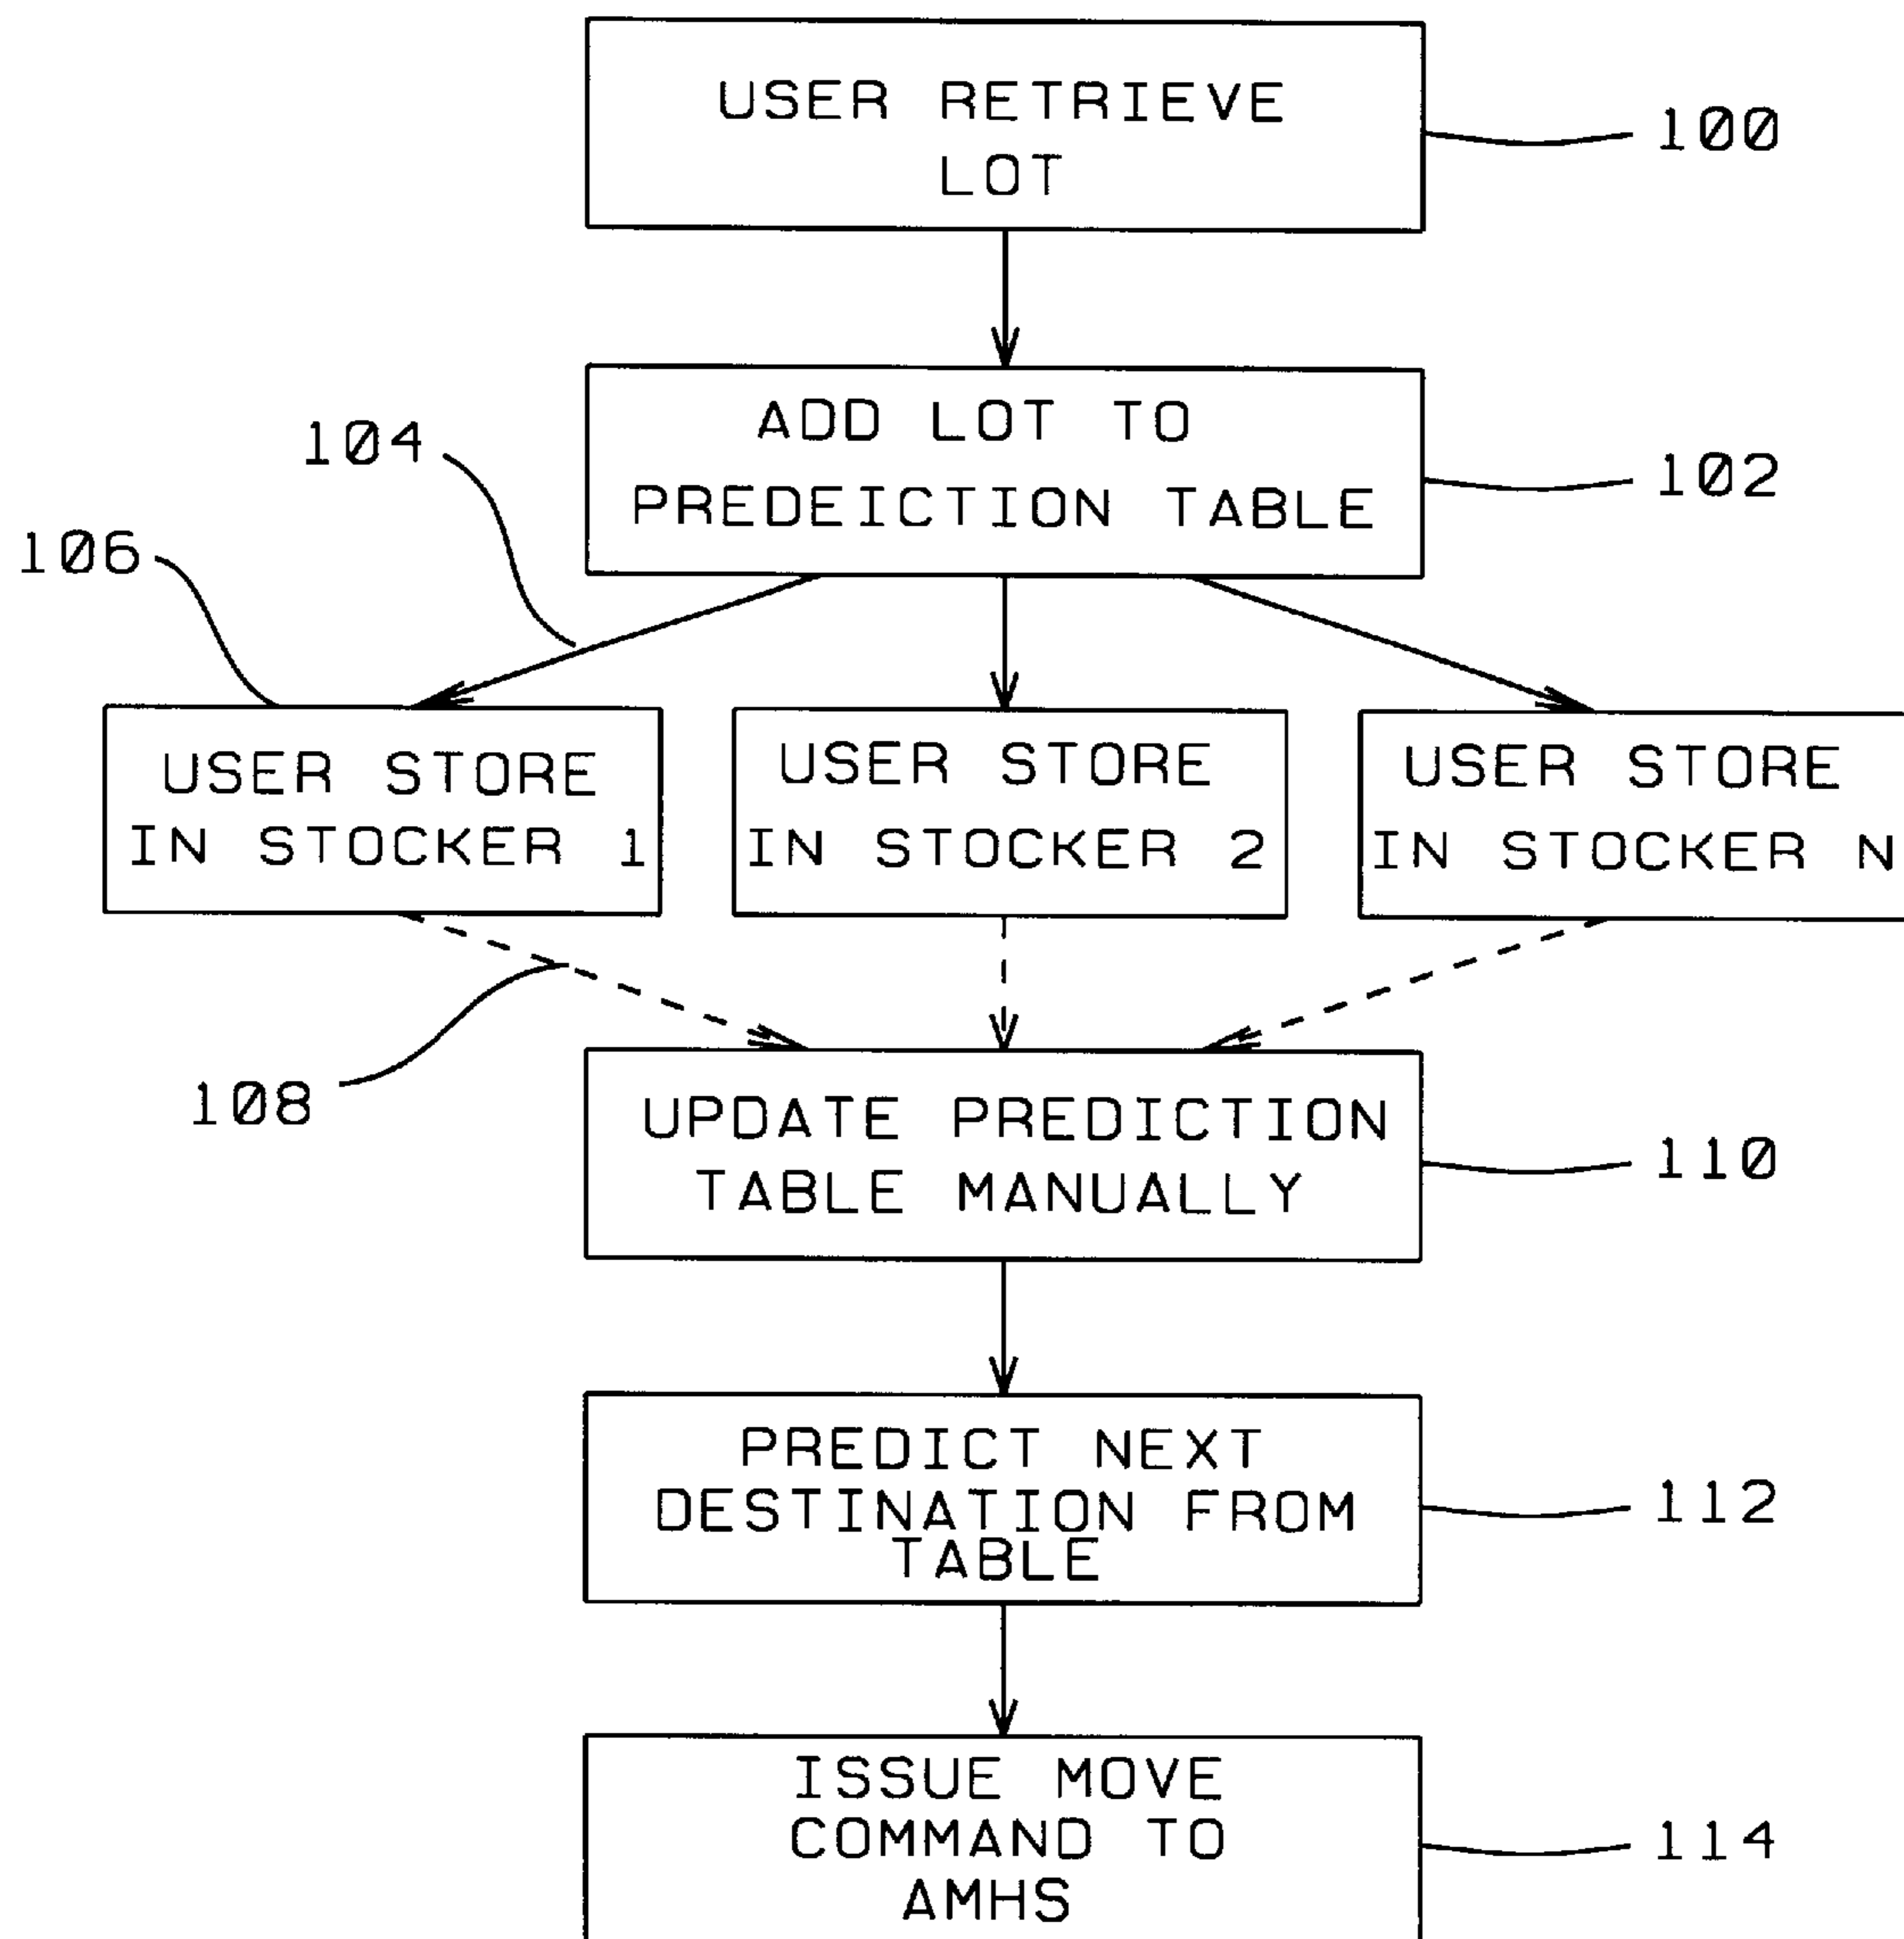 USER RETRIEVE
LOT
100
ADD LOT TO
PREDEICTION TABLE
102
104
106
USER STORE
IN STOCKER 1
USER STORE
IN STOCKER 2
USER STORE
IN STOCKER N
108
UPDATE PREDICTION
TABLE MANUALLY
110
PREDICT NEXT
DESTINATION FROM
TABLE
112
ISSUE MOVE
COMMAND TO
AMHS
114